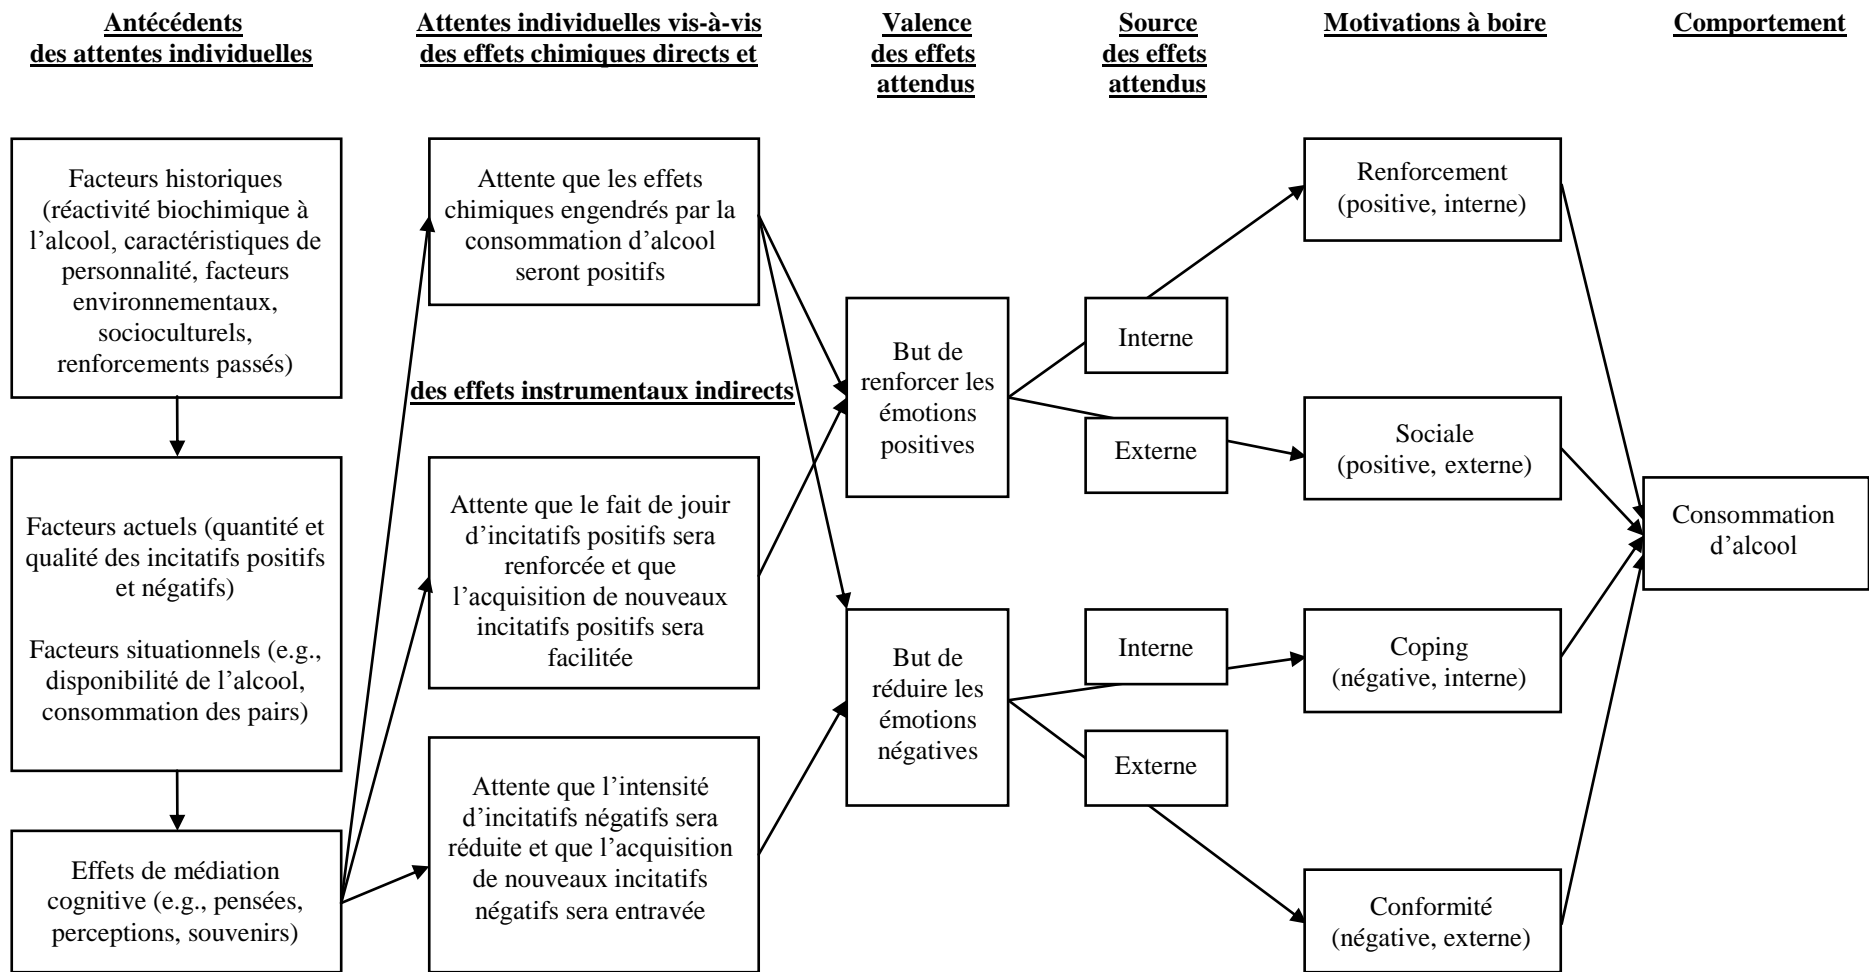 Antécédents
des attentes individuelles
Attentes individuelles vis-à-vis
des effets chimiques directs et
Valence
des effets
attendus
Source
des effets
attendus
Motivations à boire
Comportement
Facteurs historiques
(réactivité biochimique à
l’alcool, caractéristiques de
personnalité, facteurs
environnementaux,
socioculturels,
renforcements passés)
Facteurs actuels (quantité et
qualité des incitatifs positifs
et négatifs)
Facteurs situationnels (e.g.,
disponibilité de l’alcool,
consommation des pairs)
Effets de médiation
cognitive (e.g., pensées,
perceptions, souvenirs)
Attente que les effets
chimiques engendrés par la
consommation d’alcool
seront positifs
des effets instrumentaux indirects
Attente que le fait de jouir
d’incitatifs positifs sera
renforcée et que
l’acquisition de nouveaux
incitatifs positifs sera
facilitée
Attente que l’intensité
d’incitatifs négatifs sera
réduite et que l’acquisition
de nouveaux incitatifs
négatifs sera entravée
But de
renforcer les
émotions
positives
But de
réduire les
émotions
négatives
Interne
Externe
Interne
Externe
Renforcement
(positive, interne)
Sociale
(positive, externe)
Coping
(négative, interne)
Conformité
(négative, externe)
Consommation
d’alcool